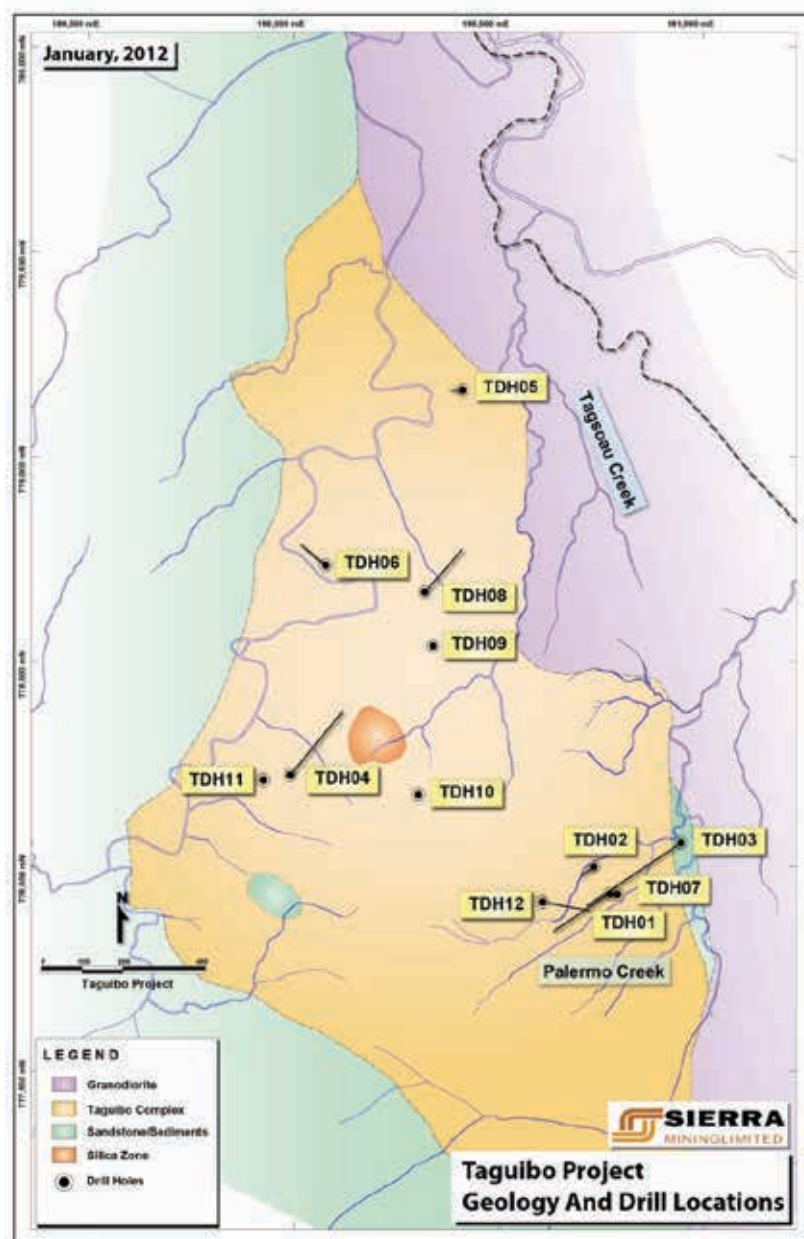 January, 2012
TDH05
Tagsoau Creek
TDH06
TDH08
TDH09
TDH11
TDH04
TDH10
TDH02
TDH03
TDH07
TDH12
TDH01
Palermo Creek
N
Taguibo Project
LEGEND
Granodiorite
Taguibo Complex
Sandstone/Sediments
Silica Zone
Drill Holes
SIERRA
MININGLIMITED
Taguibo Project
Geology And Drill Locations